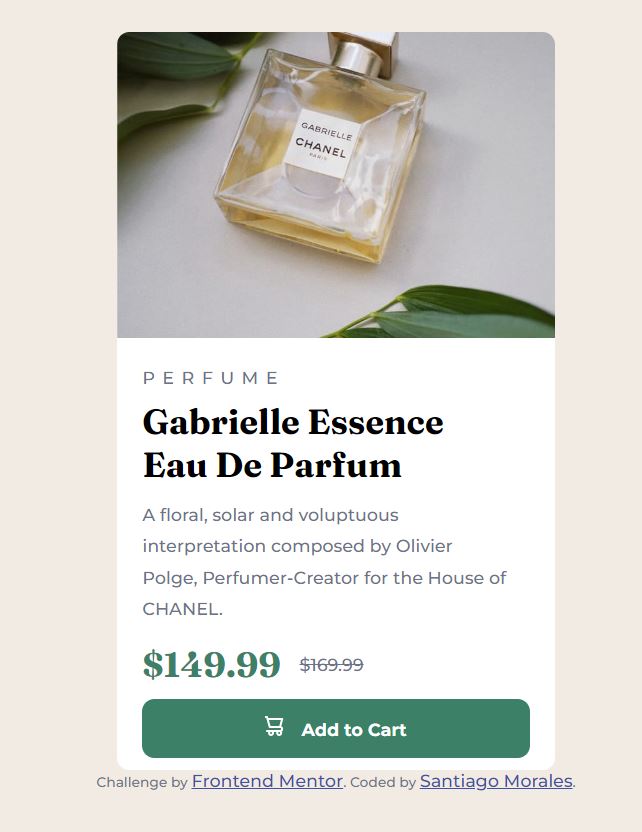 GABRIELLE
CHANEL
PARIS
PERFUME
Gabrielle Essence
Eau De Parfum
A floral, solar and voluptuous
interpretation composed by Olivier
Polge, Perfumer-Creator for the House of
CHANEL.
$149.99 $169.99
Add to Cart
Challenge by Frontend Mentor. Coded by Santiago Morales.